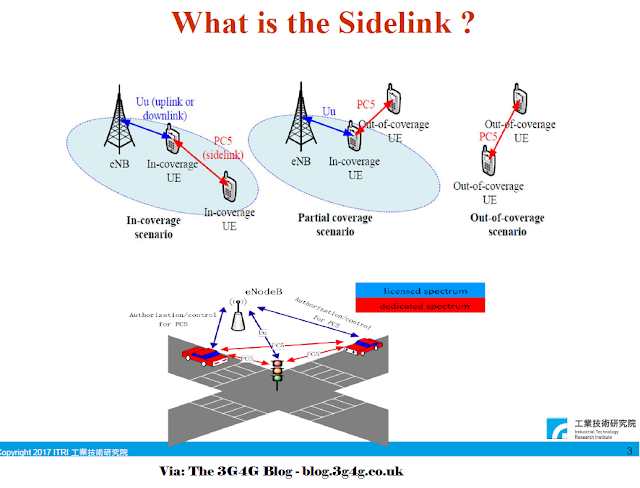 What is the Sidelink ?
Uu (uplink or
downlink)
PC5
(sidelink)
eNB
In-coverage
UE
In-coverage
UE
In-coverage
scenario
Uu
PC5
Out-of-coverage
UE
eNB
In-coverage
UE
Partial coverage
scenario
Out-of-coverage
UE
PC5
Out-of-coverage
UE
Out-of-coverage
scenario
eNodeB
licensed spectrum
dedicated spectrum
Authorization/control
for PC5
Authorization/control
for PC5
Uu
PC5
PC5
PC5
工業技術研究院
Industrial Technology
Research Institute
Copyright 2017 ITRI 工業技術研究院
3
Via: The 3G4G Blog - blog.3g4g.co.uk